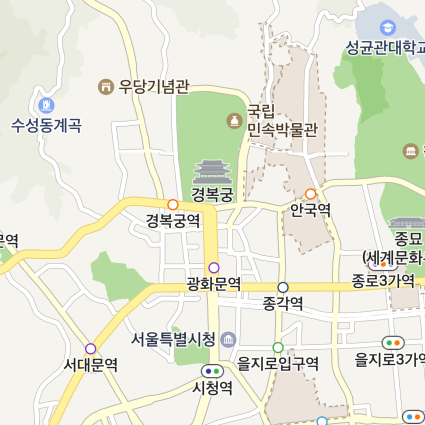 성균관대학교
우당기념관
국립
민속박물관
수성동계곡
경복궁
경복궁역
안국역
종묘
(세계문화
광화문역
종로3가역
종각역
서울특별시청
서대문역
을지로입구역
을지로3가역
시청역